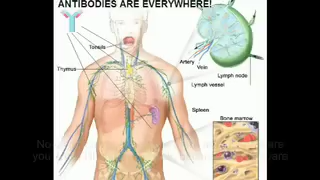 ANTIBODIES ARE EVERYWHERE!
Tonsils
Thymus
Artery
Vein
Lymph node
Lymph vessel
Spleen
Bone marrow